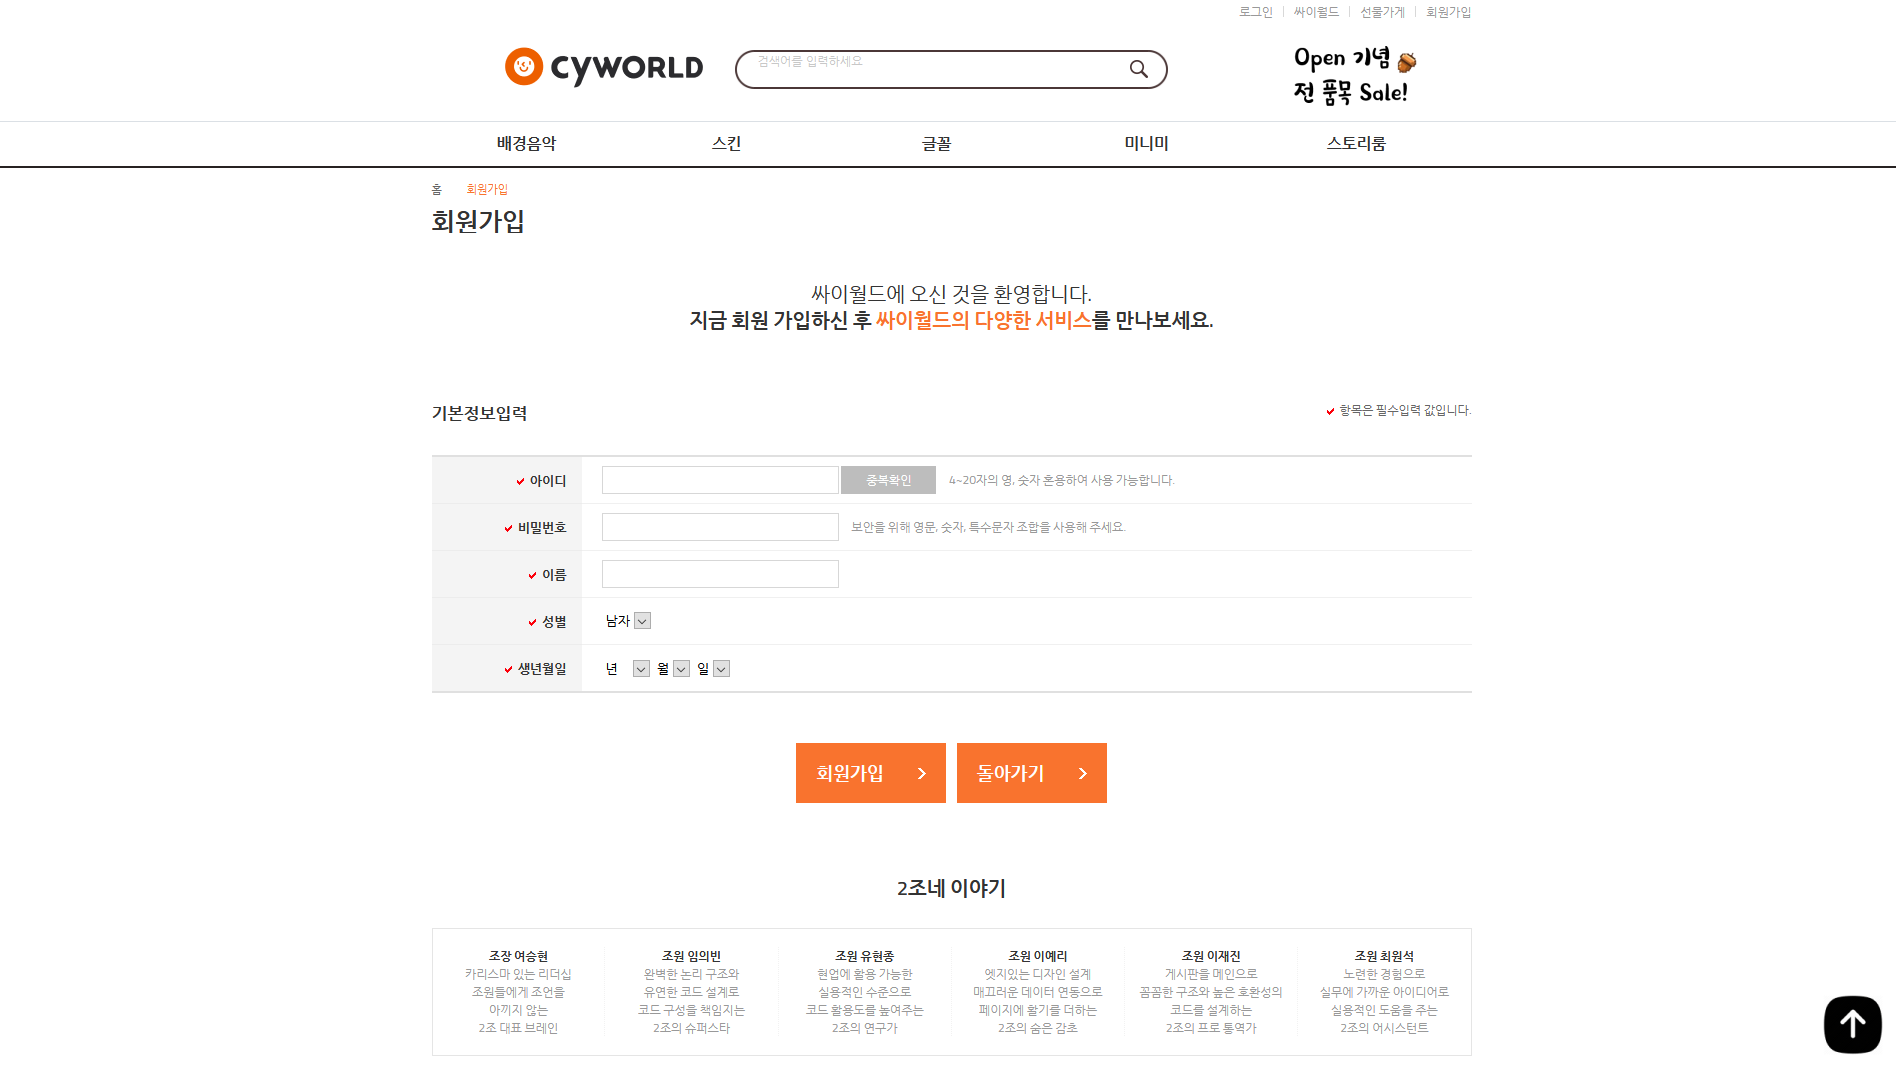 로그인 싸이월드 선물가게 회원가입
CYWORLD
검색어를 입력하세요
Open 기념
전 품목 Sale!
배경음악 스킨 글꼴 미니미 스토리룸
홈 회원가입
회원가입
싸이월드에 오신 것을 환영합니다.
지금 회원 가입하신 후 싸이월드의 다양한 서비스를 만나보세요.
기본정보입력
항목은 필수입력 값입니다.
아이디 중복확인 4~20자의 영, 숫자 혼용하여 사용 가능합니다.
비밀번호 보안을 위해 영문, 숫자, 특수문자 조합을 사용해 주세요.
이름
성별 남자
생년월일 년 월 일
회원가입 돌아가기
2조네 이야기
조장 여승현
카리스마 있는 리더십
조원들에게 조언을
아끼지 않는
2조 대표 브레인
조원 임의빈
완벽한 논리 구조와
유연한 코드 설계로
코드 구성을 책임지는
2조의 슈퍼스타
조원 유현종
현업에 활용 가능한
실용적인 수준으로
코드 활용도를 높여주는
2조의 연구가
조원 이예리
엣지있는 디자인 설계
매끄러운 데이터 연동으로
페이지에 활기를 더하는
2조의 숨은 감초
조원 이재진
게시판을 메인으로
꼼꼼한 구조와 높은 호환성의
코드를 설계하는
2조의 프로 통역가
조원 최원석
노련한 경험으로
실무에 가까운 아이디어로
실용적인 도움을 주는
2조의 어시스턴트